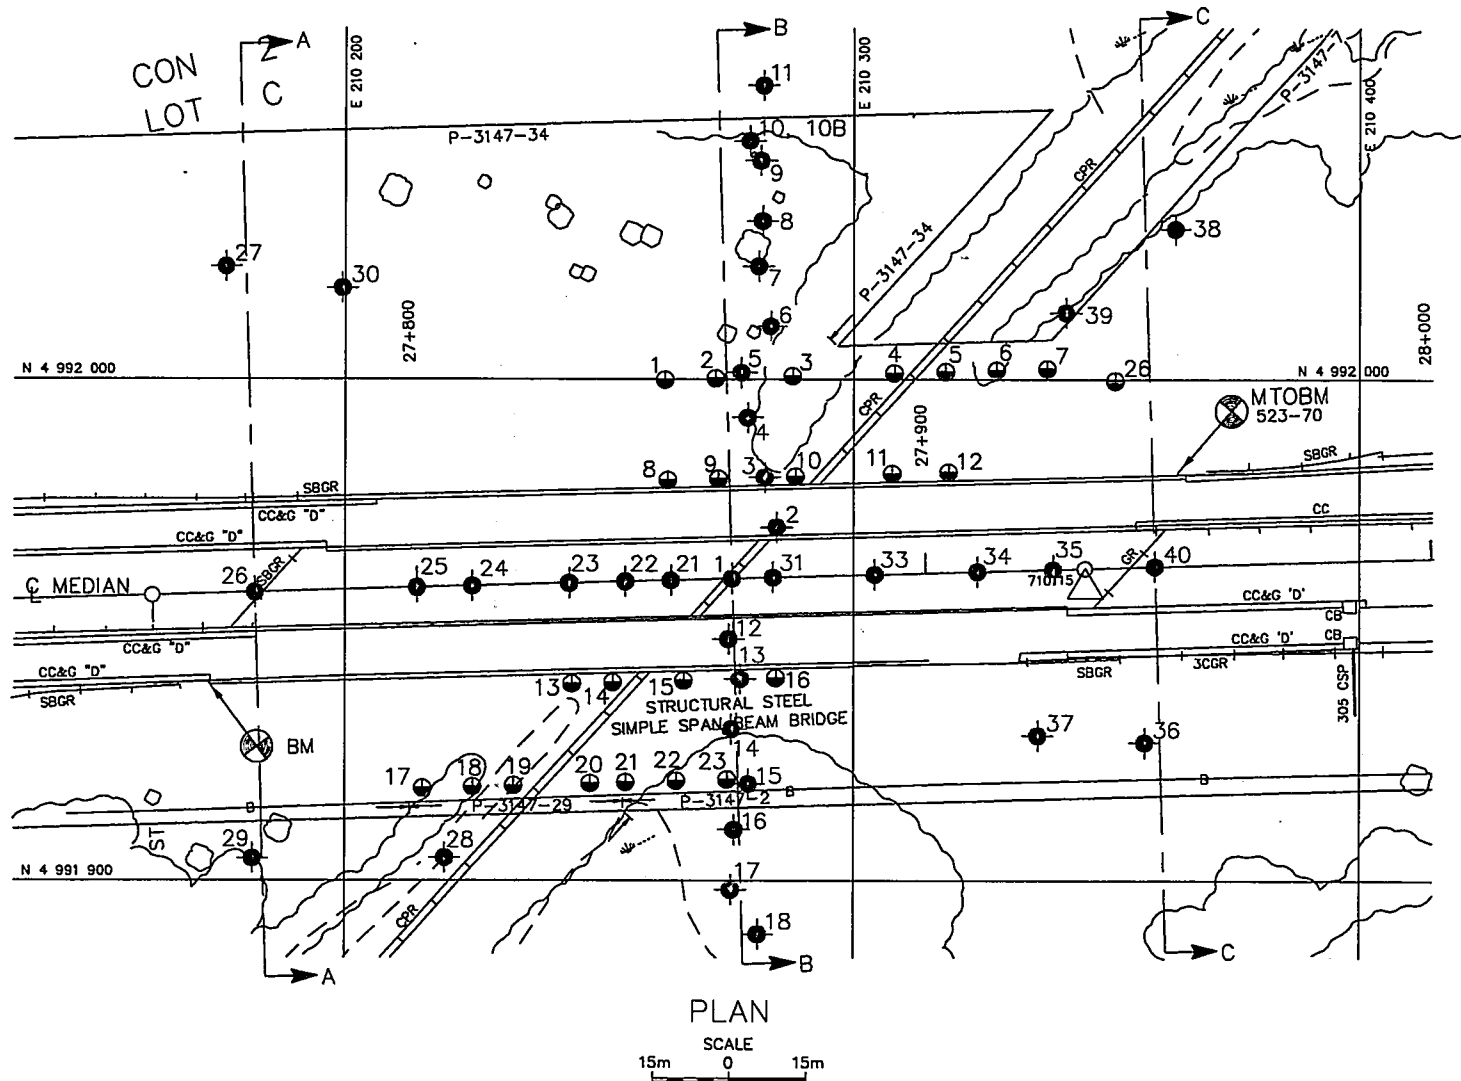 A
B
C
CON
LOT
2
C
E 210 200
E 210 300
E 210 400
11
P-3147-34
10
10B
9
CPR
P-3147-
8
38
P-3147-34
27
7
30
27+800
6
39
28+000
N 4 992 000
1
2
5
3
4
5
6
7
26
N 4 992 000
MTOBM
523-70
4
CPR
27+900
8
9
3
10
11
12
SBGR
SBGR
CC&G "D"
2
CC
CC&G "D"
SBGR
GR
℄ MEDIAN
26
25
24
23
22
21
1
31
33
34
35
710115
40
CC&G 'D'
CB
CC&G "D"
12
CC&G 'D'
CB
CC&G "D"
SBGR
13
14
15
13
16
SBGR
3CGR
STRUCTURAL STEEL
SIMPLE SPAN BEAM BRIDGE
305 CSP
BM
14
37
36
17
18
19
20
21
22
23
15
B
B
B
P-3147-29
P-3147-2
ST
29
28
16
N 4 991 900
17
CPR
18
A
B
C
PLAN
SCALE
15m 0 15m